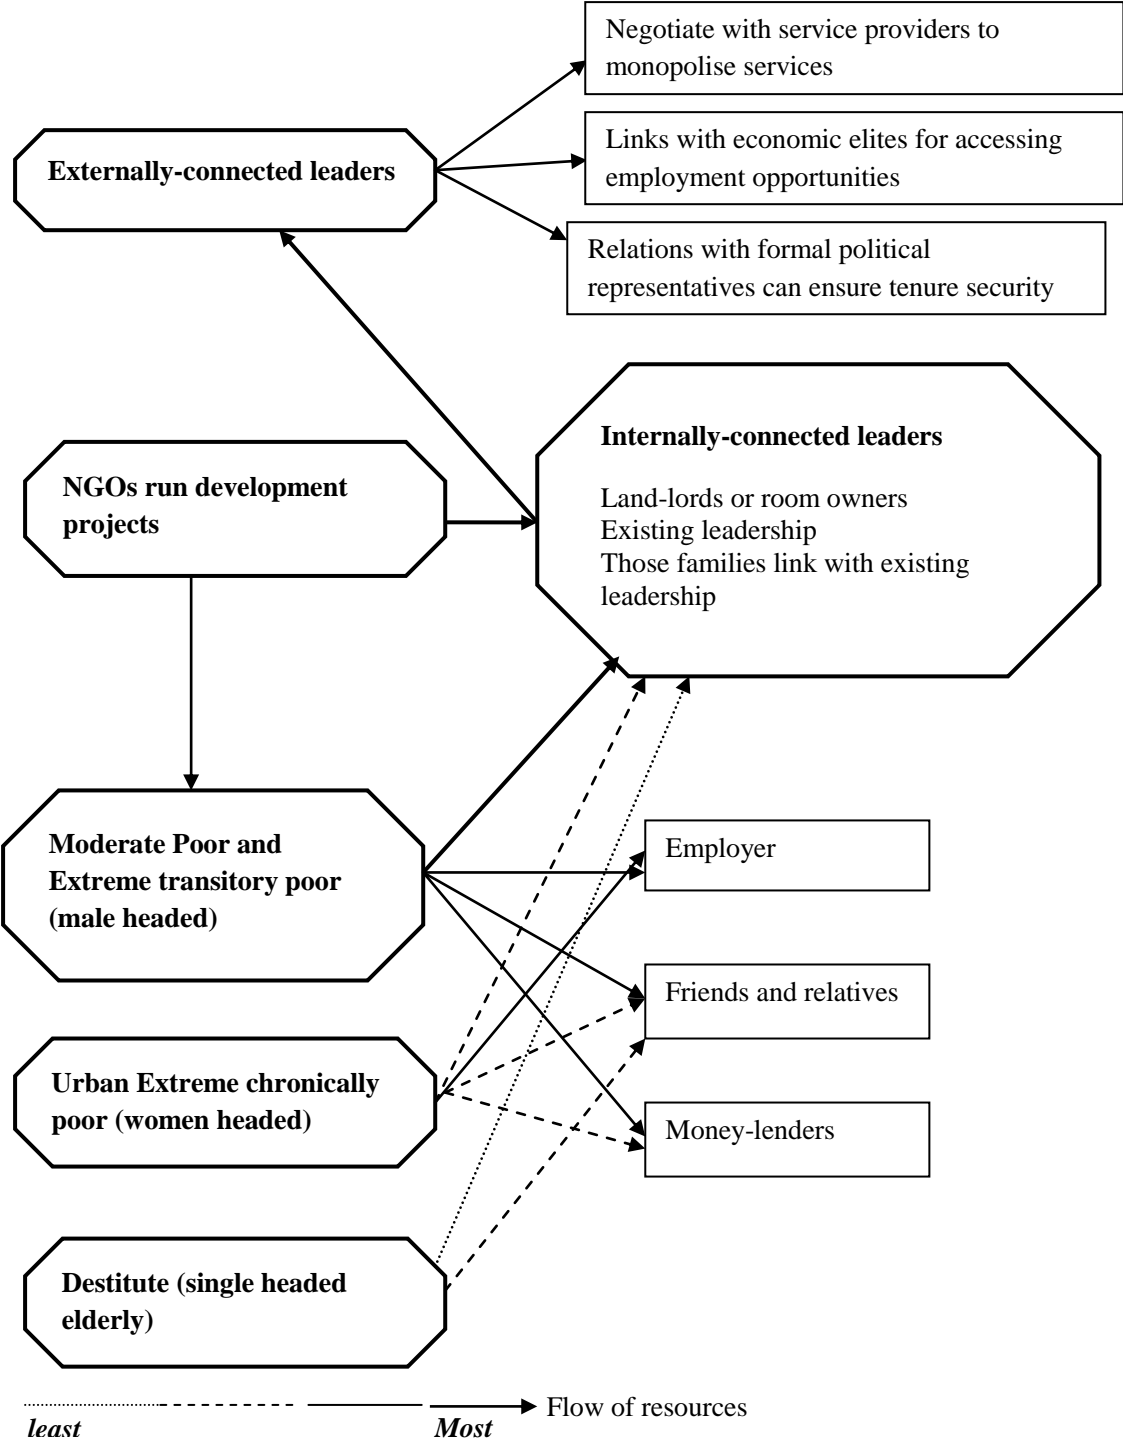 Negotiate with service providers to
monopolise services
Externally-connected leaders
Links with economic elites for accessing
employment opportunities
Relations with formal political
representatives can ensure tenure security
Internally-connected leaders
Land-lords or room owners
Existing leadership
Those families link with existing
leadership
NGOs run development
projects
Moderate Poor and
Extreme transitory poor
(male headed)
Employer
Friends and relatives
Urban Extreme chronically
poor (women headed)
Money-lenders
Destitute (single headed
elderly)
Flow of resources
least
Most